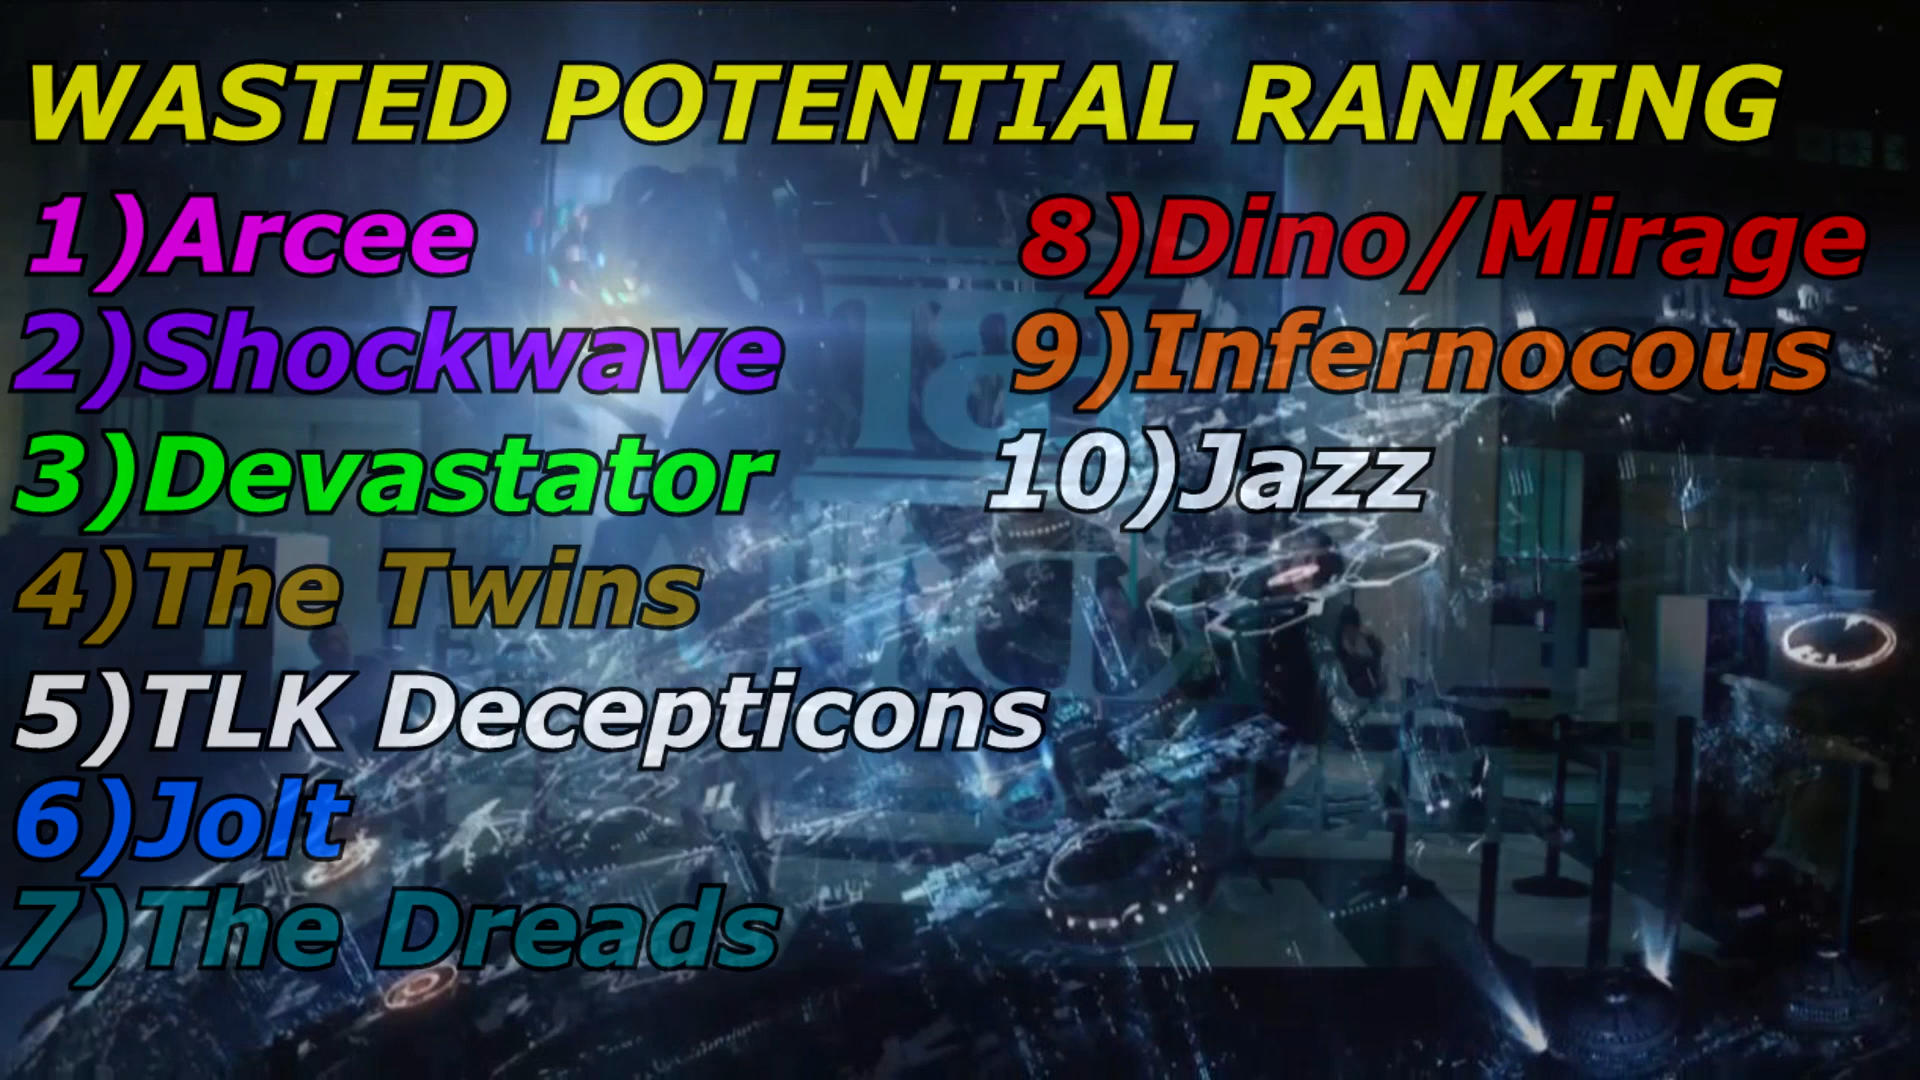 WASTED POTENTIAL RANKING
1)Arcee
2)Shockwave
3)Devastator
4)The Twins
5)TLK Decepticons
6)Jolt
7)The Dreads
8)Dino/Mirage
9)Infernocous
10)Jazz